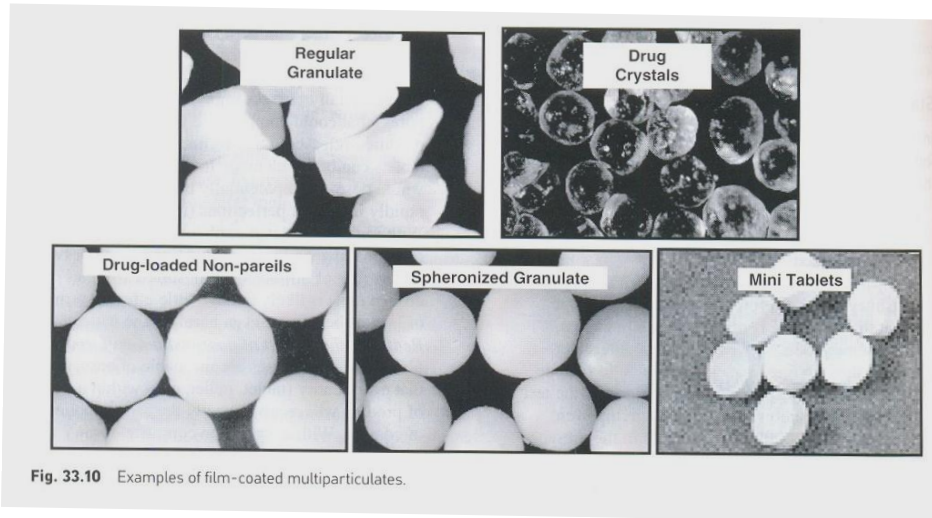 Regular
Granulate
Drug
Crystals
Drug-loaded Non-pareils
Spheronized Granulate
Mini Tablets
Fig. 33.10 Examples of film-coated multiparticulates.